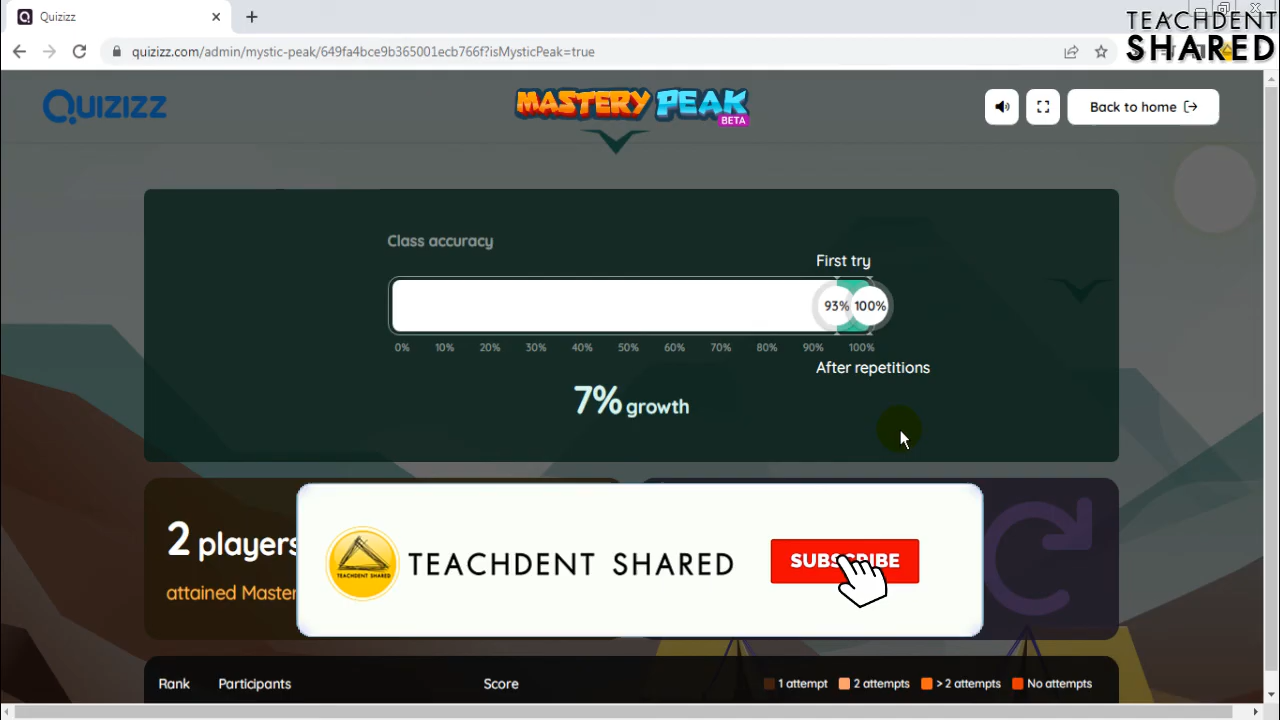 Quizizz
TEACHDENT
SHARED
quizizz.com/admin/mystic-peak/649fa4bce9b365001ecb766f?isMysticPeak=true
QUIZIZZ
MASTERY PEAK
BETA
Back to home
Class accuracy
First try
93% 100%
0% 10% 20% 30% 40% 50% 60% 70% 80% 90% 100%
After repetitions
7% growth
2 players
attained Master
TEACHDENT SHARED
SUBSCRIBE
Rank Participants Score 1 attempt 2 attempts > 2 attempts No attempts